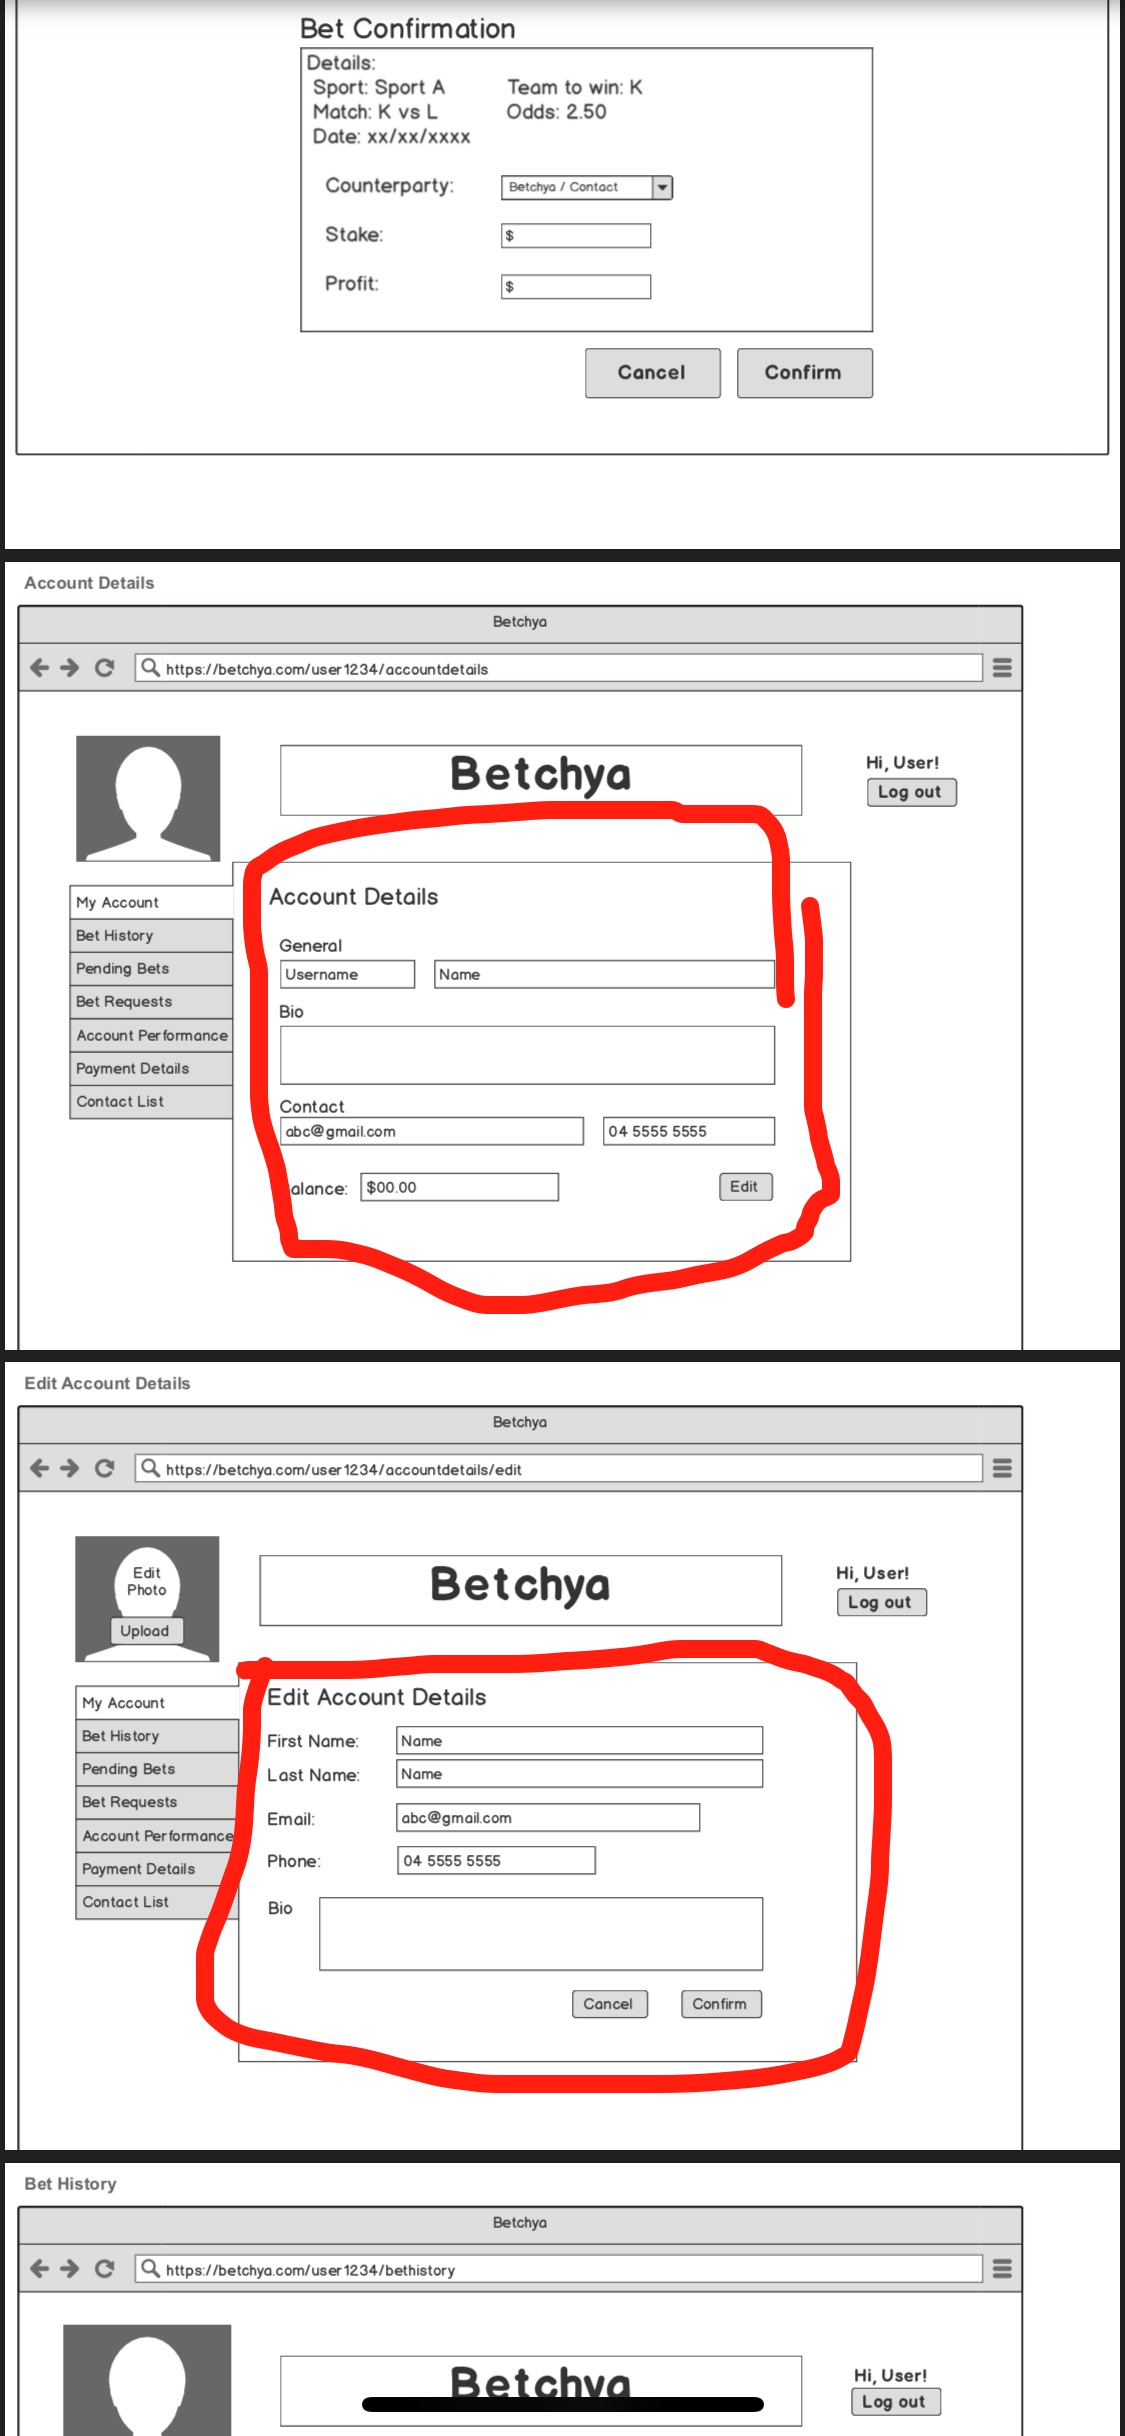 Bet Confirmation
Details:
Sport: Sport A Team to win: K
Match: K vs L Odds: 2.50
Date: xx/xx/xxxx
Counterparty: Betchya / Contact
Stake: $
Profit: $
Cancel Confirm
Account Details
Betchya
https://betchya.com/user1234/accountdetails
Betchya
Hi, User!
Log out
My Account
Bet History
Pending Bets
Bet Requests
Account Performance
Payment Details
Contact List
Account Details
General
Username Name
Bio
Contact
abc@gmail.com 04 5555 5555
alance: $00.00 Edit
Edit Account Details
Betchya
https://betchya.com/user1234/accountdetails/edit
Edit
Photo
Upload
Betchya
Hi, User!
Log out
My Account
Bet History
Pending Bets
Bet Requests
Account Performance
Payment Details
Contact List
Edit Account Details
First Name: Name
Last Name: Name
Email: abc@gmail.com
Phone: 04 5555 5555
Bio
Cancel Confirm
Bet History
Betchya
https://betchya.com/user1234/bethistory
Betchya
Hi, User!
Log out